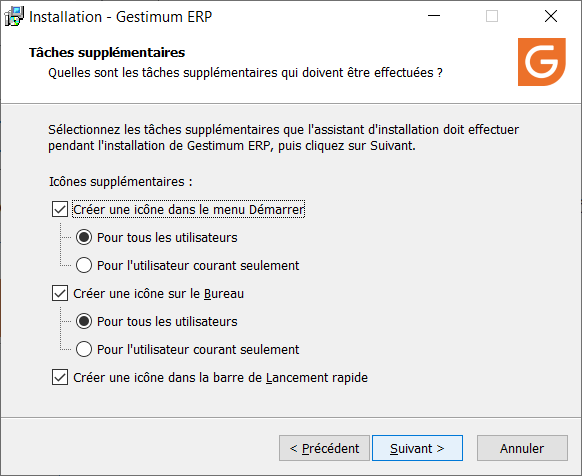 Installation - Gestimum ERP
Tâches supplémentaires
Quelles sont les tâches supplémentaires qui doivent être effectuées ?
G
Sélectionnez les tâches supplémentaires que l'assistant d'installation doit effectuer
pendant l'installation de Gestimum ERP, puis cliquez sur Suivant.
Icônes supplémentaires :
Créer une icône dans le menu Démarrer
Pour tous les utilisateurs
Pour l'utilisateur courant seulement
Créer une icône sur le Bureau
Pour tous les utilisateurs
Pour l'utilisateur courant seulement
Créer une icône dans la barre de Lancement rapide
< Précédent
Suivant >
Annuler